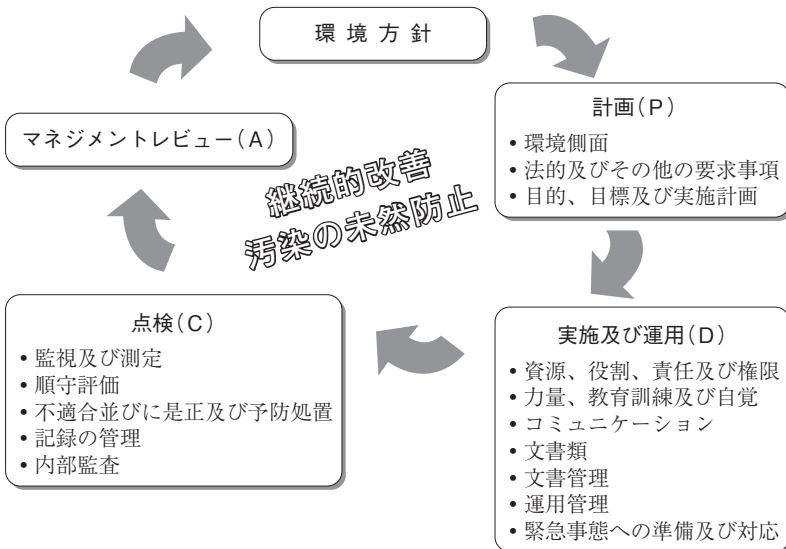 環境方針
計画(P)
• 環境側面
• 法的及びその他の要求事項
• 目的、目標及び実施計画
実施及び運用(D)
• 資源、役割、責任及び権限
• 力量、教育訓練及び自覚
• コミュニケーション
• 文書類
• 文書管理
• 運用管理
• 緊急事態への準備及び対応
点検(C)
• 監視及び測定
• 順守評価
• 不適合並びに是正及び予防処置
• 記録の管理
• 内部監査
マネジメントレビュー(A)
継続的改善
汚染の未然防止